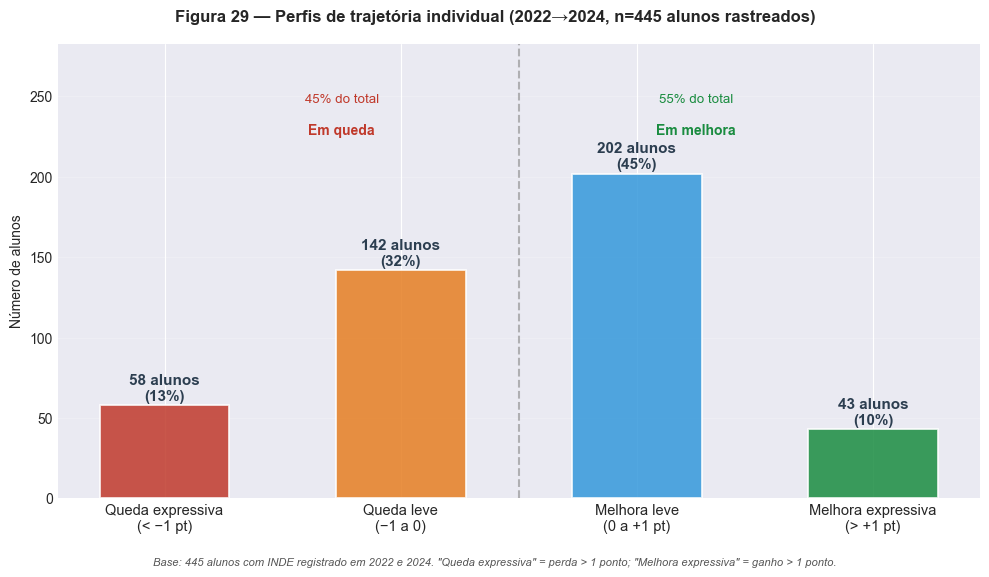 Figura 29 — Perfis de trajetória individual (2022→2024, n=445 alunos rastreados)
Número de alunos
250
200
150
100
50
0
45% do total
Em queda
55% do total
Em melhora
58 alunos
(13%)
142 alunos
(32%)
202 alunos
(45%)
43 alunos
(10%)
Queda expressiva
(< −1 pt)
Queda leve
(−1 a 0)
Melhora leve
(0 a +1 pt)
Melhora expressiva
(> +1 pt)
Base: 445 alunos com INDE registrado em 2022 e 2024. "Queda expressiva" = perda > 1 ponto; "Melhora expressiva" = ganho > 1 ponto.